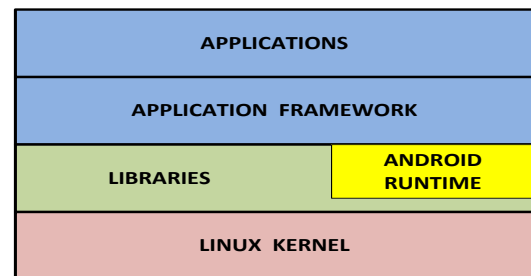 APPLICATIONS
APPLICATION FRAMEWORK
LIBRARIES
ANDROID
RUNTIME
LINUX KERNEL